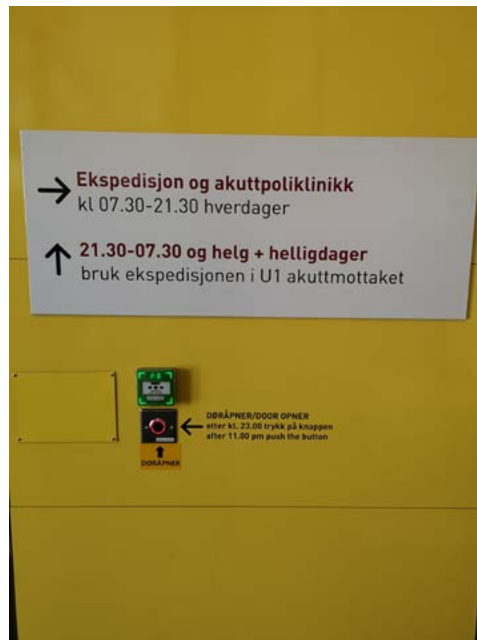 Ekspedisjon og akuttpoliklinikk
kl 07.30-21.30 hverdager
21.30-07.30 og helg + helligdager
bruk ekspedisjonen i U1 akuttmottaket
DØRÅPNER/DOOR OPNER
etter kl. 23.00 trykk på knappen
after 11.00 pm push the button
DØRÅPNER